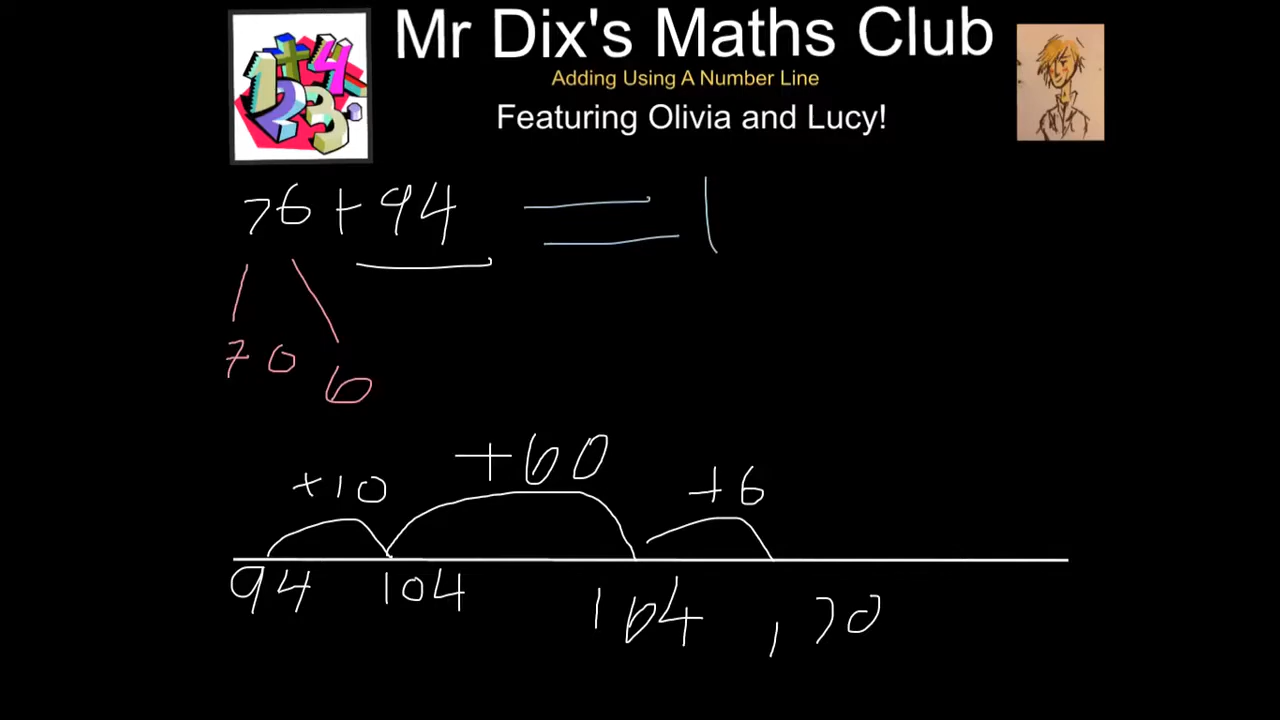 Mr Dix's Maths Club
Adding Using A Number Line
Featuring Olivia and Lucy!
76 + 94 = 1
70 6
+10 +60 +6
94 104 164 170